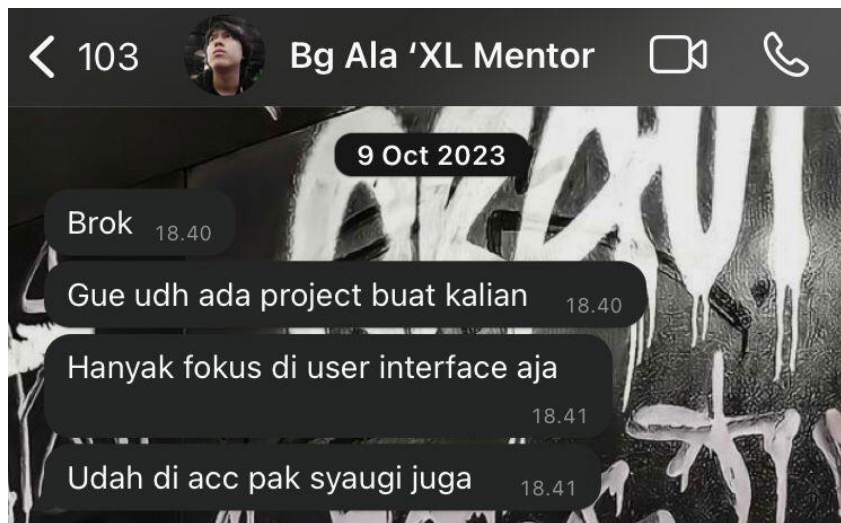 103
Bg Ala ‘XL Mentor
9 Oct 2023
Brok 18.40
Gue udh ada project buat kalian 18.40
Hanyak fokus di user interface aja
18.41
Udah di acc pak syaugi juga 18.41